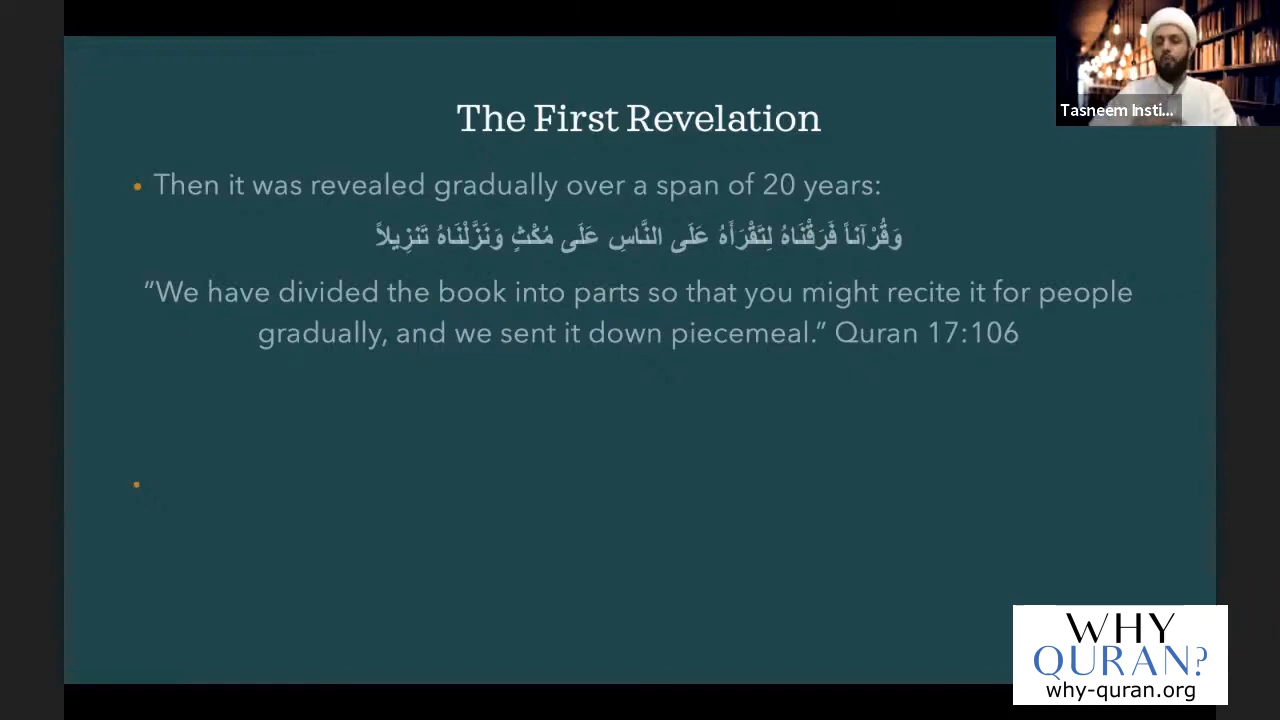 The First Revelation
Tasneem Insti...
• Then it was revealed gradually over a span of 20 years:
وَقُرْآناً فَرَقْنَاهُ لِتَقْرَأَهُ عَلَى النَّاسِ عَلَى مُكْثٍ وَنَزَّلْنَاهُ تَنْزِيلاً
“We have divided the book into parts so that you might recite it for people
gradually, and we sent it down piecemeal.” Quran 17:106
•
WHY
QURAN?
why-quran.org